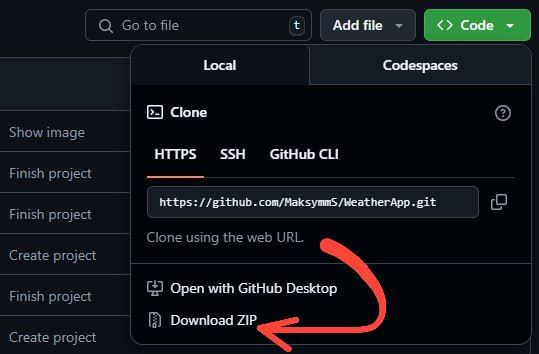 Go to file
t
Add file
<> Code
Local
Codespaces
Clone
?
HTTPS
SSH
GitHub CLI
https://github.com/MaksymmS/WeatherApp.git
Clone using the web URL.
Open with GitHub Desktop
Download ZIP
Show image
Finish project
Finish project
Create project
Finish project
Create project